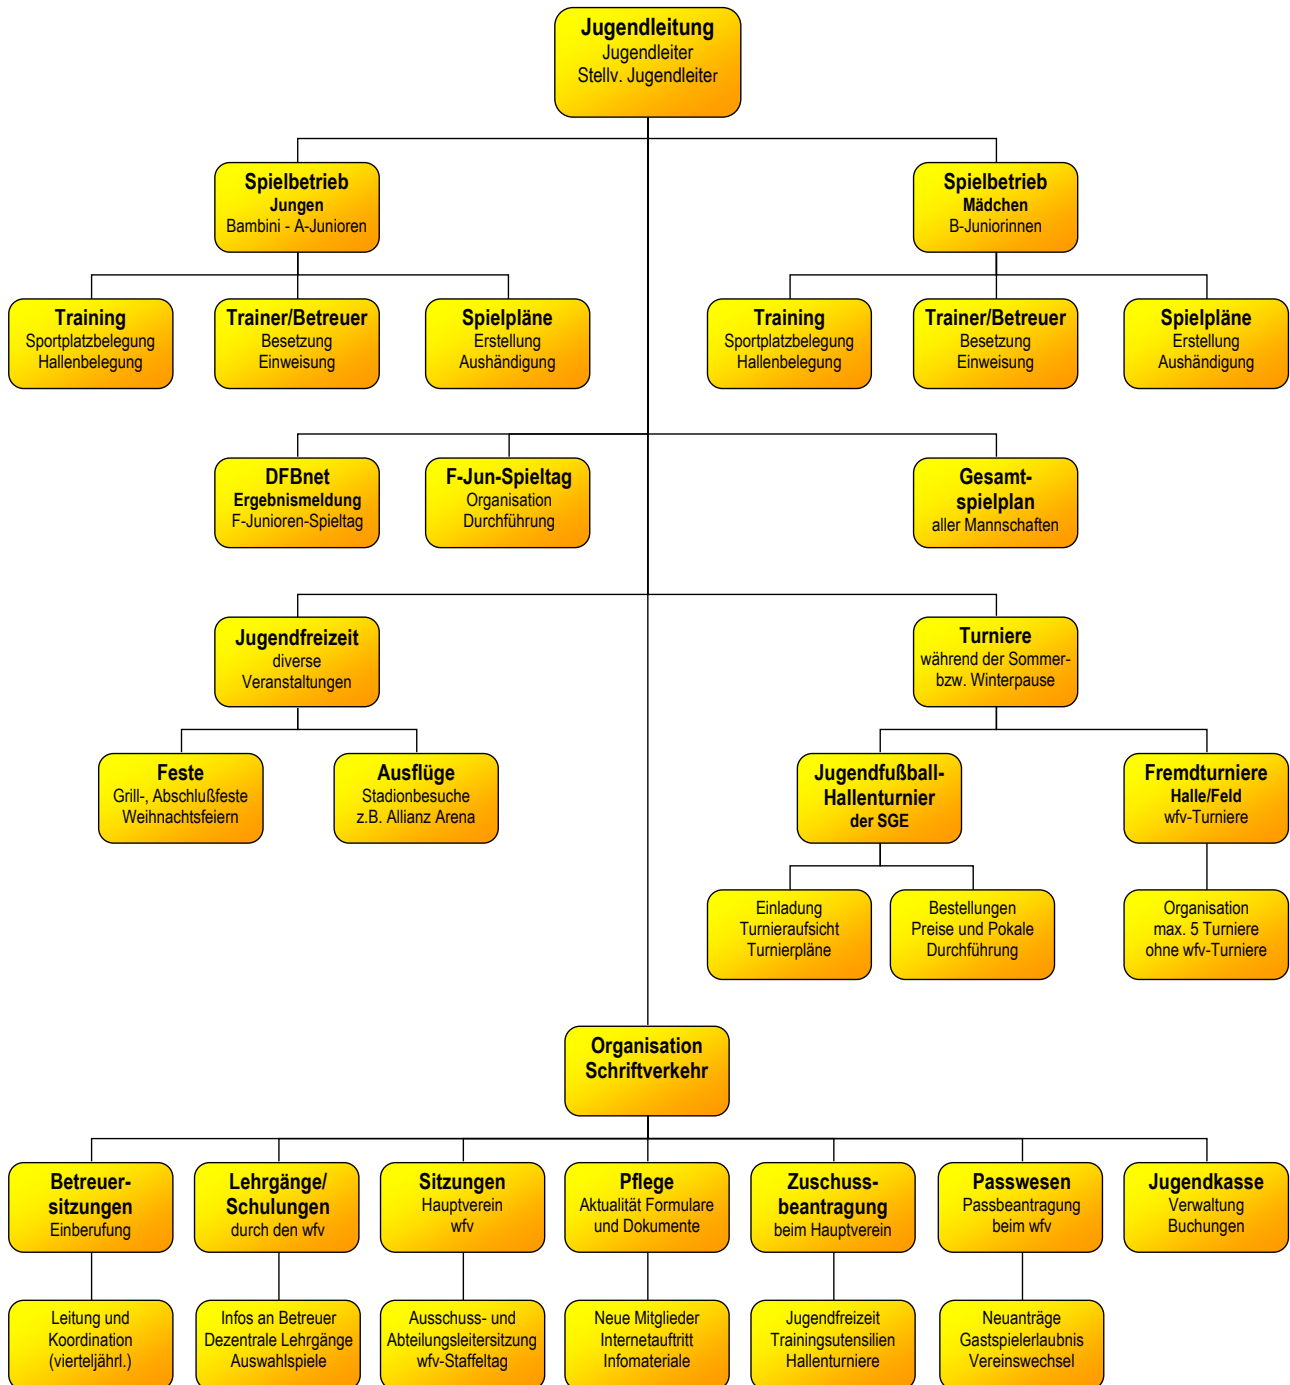 Jugendleitung
Jugendleiter
Stellv. Jugendleiter
Spielbetrieb
Jungen
Bambini - A-Junioren
Spielbetrieb
Mädchen
B-Juniorinnen
Training
Sportplatzbelegung
Hallenbelegung
Trainer/Betreuer
Besetzung
Einweisung
Spielpläne
Erstellung
Aushändigung
Training
Sportplatzbelegung
Hallenbelegung
Trainer/Betreuer
Besetzung
Einweisung
Spielpläne
Erstellung
Aushändigung
DFBnet
Ergebnismeldung
F-Junioren-Spieltag
F-Jun-Spieltag
Organisation
Durchführung
Gesamt-
spielplan
aller Mannschaften
Jugendfreizeit
diverse
Veranstaltungen
Turniere
während der Sommer-
bzw. Winterpause
Feste
Grill-, Abschlußfeste
Weihnachtsfeiern
Ausflüge
Stadionbesuche
z.B. Allianz Arena
Jugendfußball-
Hallenturnier
der SGE
Fremdturniere
Halle/Feld
wfv-Turniere
Einladung
Turnieraufsicht
Turnierpläne
Bestellungen
Preise und Pokale
Durchführung
Organisation
max. 5 Turniere
ohne wfv-Turniere
Organisation
Schriftverkehr
Betreuer-
sitzungen
Einberufung
Lehrgänge/
Schulungen
durch den wfv
Sitzungen
Hauptverein
wfv
Pflege
Aktualität Formulare
und Dokumente
Zuschuss-
beantragung
beim Hauptverein
Passwesen
Passbeantragung
beim wfv
Jugendkasse
Verwaltung
Buchungen
Leitung und
Koordination
(vierteljährl.)
Infos an Betreuer
Dezentrale Lehrgänge
Auswahlspiele
Ausschuss- und
Abteilungsleitersitzung
wfv-Staffeltag
Neue Mitglieder
Internetauftritt
Infomateriale
Jugendfreizeit
Trainingsutensilien
Hallenturniere
Neuanträge
Gastspielerlaubnis
Vereinswechsel